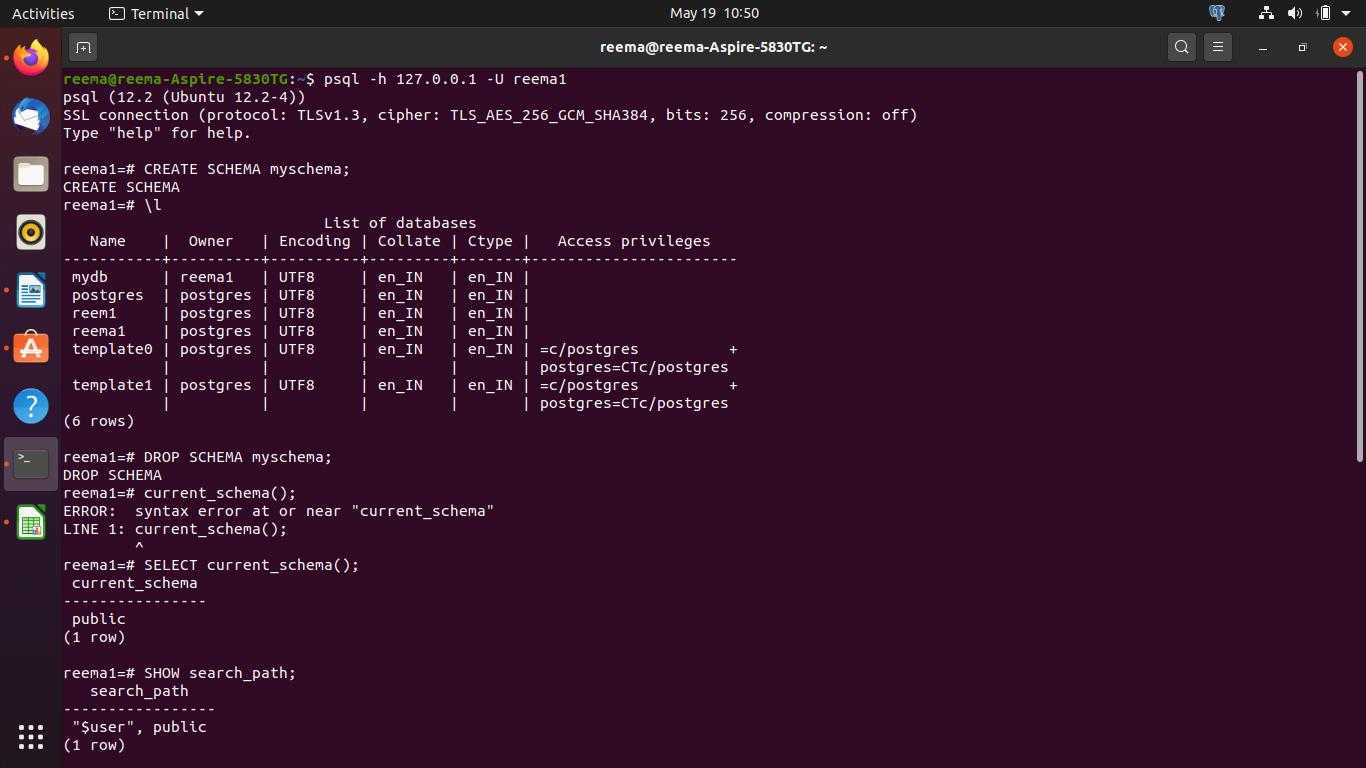 Activities Terminal May 19 10:50
reema@reema-Aspire-5830TG: ~
reema@reema-Aspire-5830TG:~$ psql -h 127.0.0.1 -U reema1
psql (12.2 (Ubuntu 12.2-4))
SSL connection (protocol: TLSv1.3, cipher: TLS_AES_256_GCM_SHA384, bits: 256, compression: off)
Type "help" for help.

reema1=# CREATE SCHEMA myschema;
CREATE SCHEMA
reema1=# \l
                             List of databases
   Name    |  Owner   | Encoding | Collate | Ctype |   Access privileges
-----------+----------+----------+---------+-------+-----------------------
 mydb      | reema1   | UTF8     | en_IN   | en_IN |
 postgres  | postgres | UTF8     | en_IN   | en_IN |
 reem1     | postgres | UTF8     | en_IN   | en_IN |
 reema1    | postgres | UTF8     | en_IN   | en_IN |
 template0 | postgres | UTF8     | en_IN   | en_IN | =c/postgres          +
           |          |          |         |       | postgres=CTc/postgres
 template1 | postgres | UTF8     | en_IN   | en_IN | =c/postgres          +
           |          |          |         |       | postgres=CTc/postgres
(6 rows)

reema1=# DROP SCHEMA myschema;
DROP SCHEMA
reema1=# current_schema();
ERROR:  syntax error at or near "current_schema"
LINE 1: current_schema();
        ^
reema1=# SELECT current_schema();
 current_schema
----------------
 public
(1 row)

reema1=# SHOW search_path;
   search_path
-----------------
 "$user", public
(1 row)